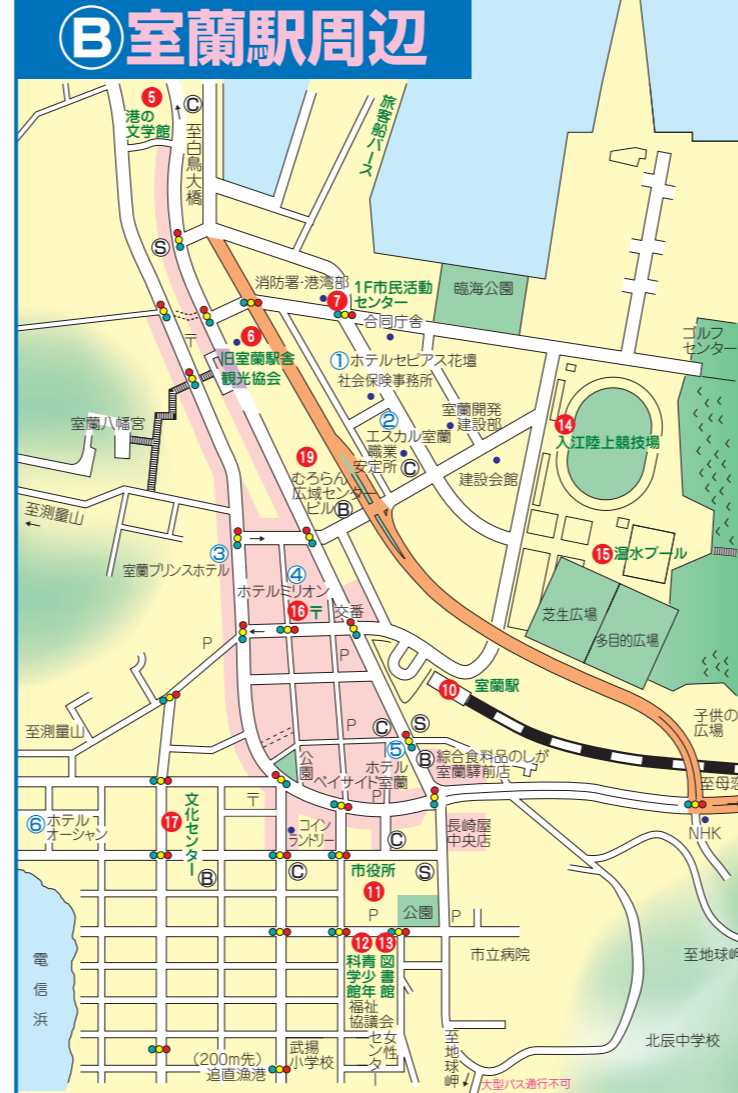 Ⓑ室蘭駅周辺
5
港の
文学館
Ⓒ
至白鳥大橋
旅客船バース
Ⓢ
消防署・港湾部
7
1F市民活動
センター
合同庁舎
臨海公園
ゴルフ
センター
〒
6
旧室蘭駅舎
観光協会
①ホテルセピアス花壇
社会保険事務所
②
エスカル室蘭
職業
安定所
Ⓒ
室蘭開発
建設部
建設会館
14
入江陸上競技場
室蘭八幡宮
19
むろらん
広域センター
ビルⒷ
至測量山
③
室蘭プリンスホテル
④
ホテルミリオン
16〒
交番
15温水プール
芝生広場
多目的広場
P
P
10
室蘭駅
子供の
広場
至測量山
P
Ⓒ
Ⓢ
⑤
ホテル
ベイサイド室蘭
Ⓑ
綜合食料品のしが
室蘭驛前店
公園
P
至母恋
⑥ホテル
オーシャン
17
文化センター
〒
コイン
ランドリー
Ⓒ
長崎屋
中央店
NHK
Ⓑ
Ⓒ
市役所
11
Ⓢ
P
公園
P
12
13
青少年
科学館
図書館
市立病院
至地球岬
電信浜
福祉
協議会
女性
センター
至地球岬
北辰中学校
(200m先)
追直漁港
武揚
小学校
大型バス通行不可